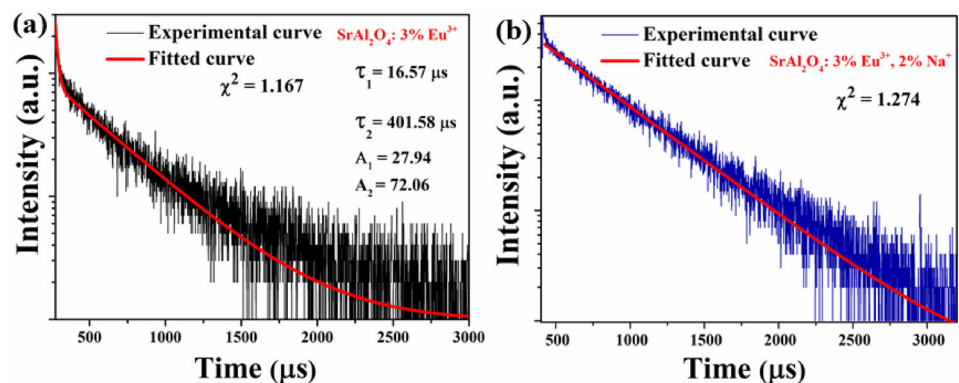 (a)
Experimental curve
SrAl₂O₄: 3% Eu³⁺
Fitted curve
τ₁ = 16.57 μs
χ² = 1.167
τ₂ = 401.58 μs
A₁ = 27.94
A₂ = 72.06
Intensity (a.u.)
500 1000 1500 2000 2500 3000
Time (μs)
(b)
Experimental curve
Fitted curve SrAl₂O₄: 3% Eu³⁺, 2% Na⁺
χ² = 1.274
Intensity (a.u.)
500 1000 1500 2000 2500 3000
Time (μs)